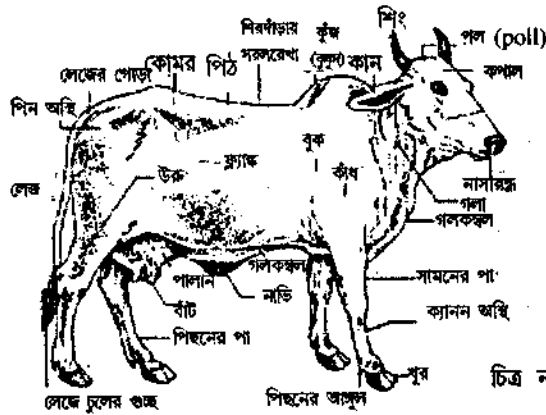 শিং
পল (poll)
কপাল
কুঁজ
শিরদাঁড়ার
সরলরেখা
কান
লেজের গোড়া
কামর
পিঠ
পিন অস্থি
ফ্ল্যাঙ্ক
বুক
কাঁধ
লেজ
উরু
নাসারন্ধ্র
গলা
গলকম্বল
গলকম্বল
পালান
নাভি
বাঁট
সামনের পা
ক্যানন অস্থি
পিছনের পা
খুর
লেজে চুলের গুচ্ছ
পিছনের আঙ্গুল
চিত্র ন